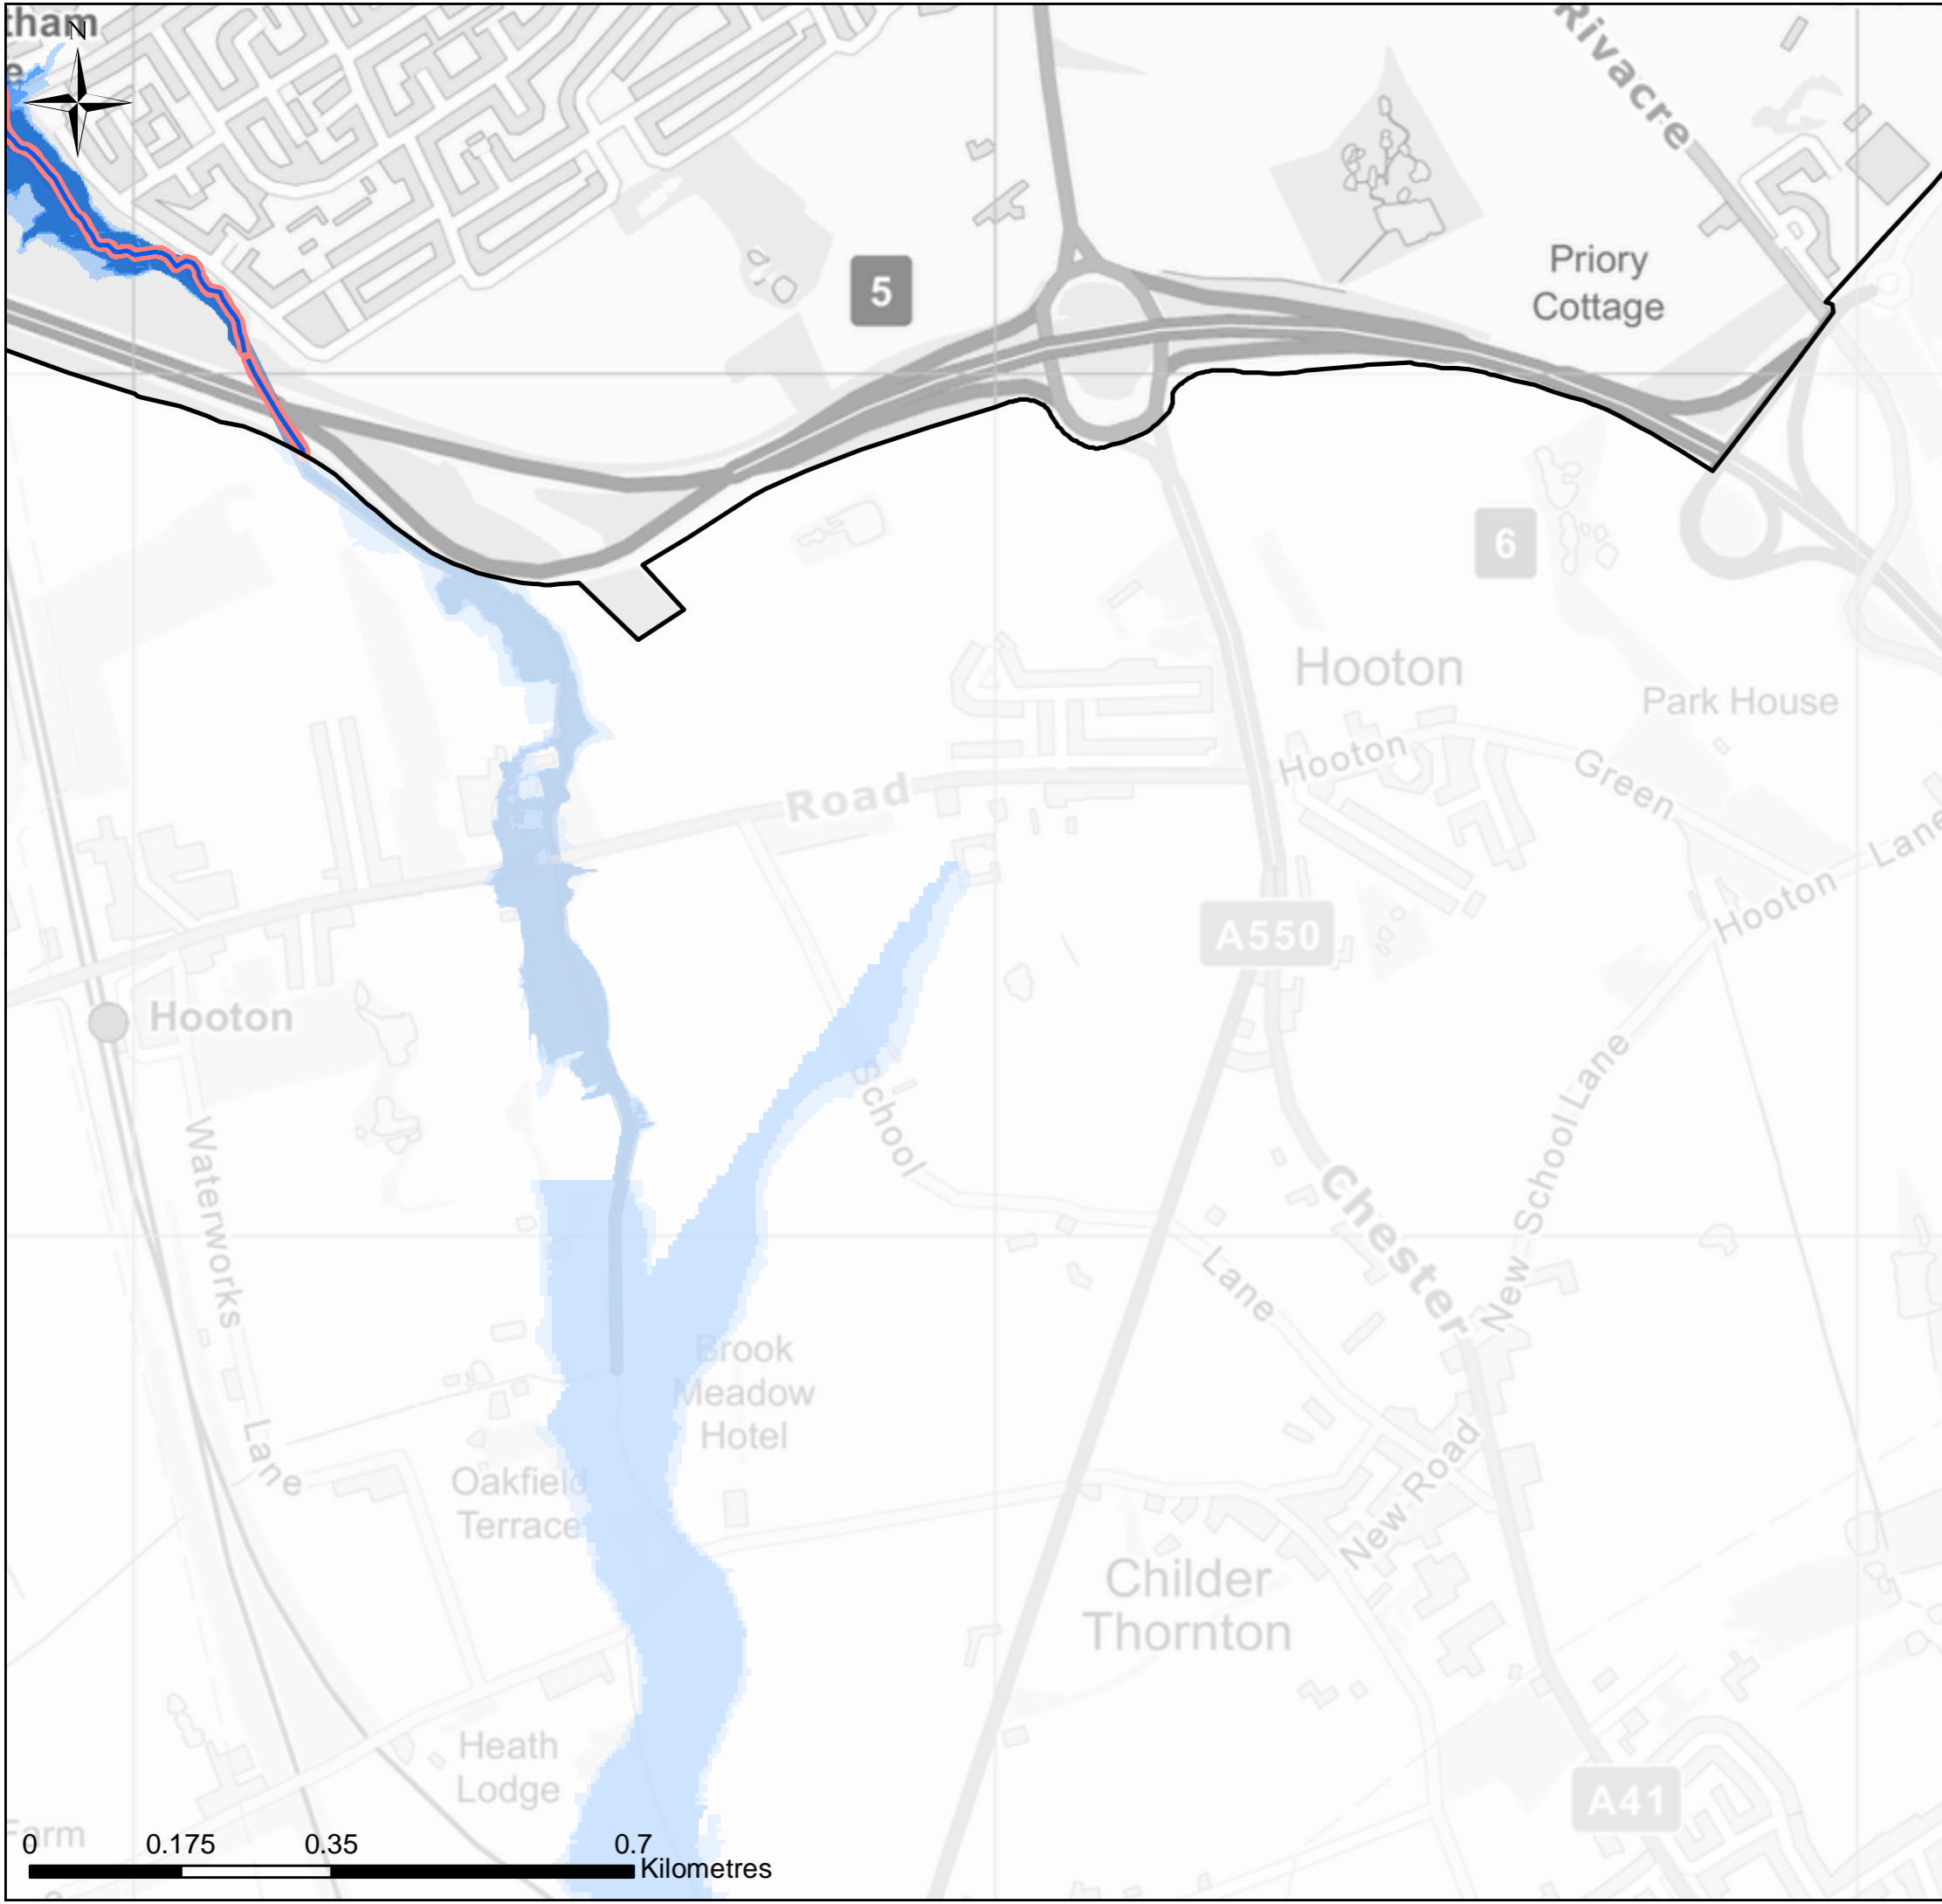 tham
N
e
Rivacre
5
Priory
Cottage
6
Hooton
Park House
Hooton
Green
Road
Lane
Hooton
A550
Hooton
School
New School Lane
Waterworks
Chester
Lane
Brook
Meadow
Hotel
Lane
New Road
Oakfield
Terrace
Childer
Thornton
Heath
Lodge
A41
Farm
0
0.175
0.35
0.7
Kilometres